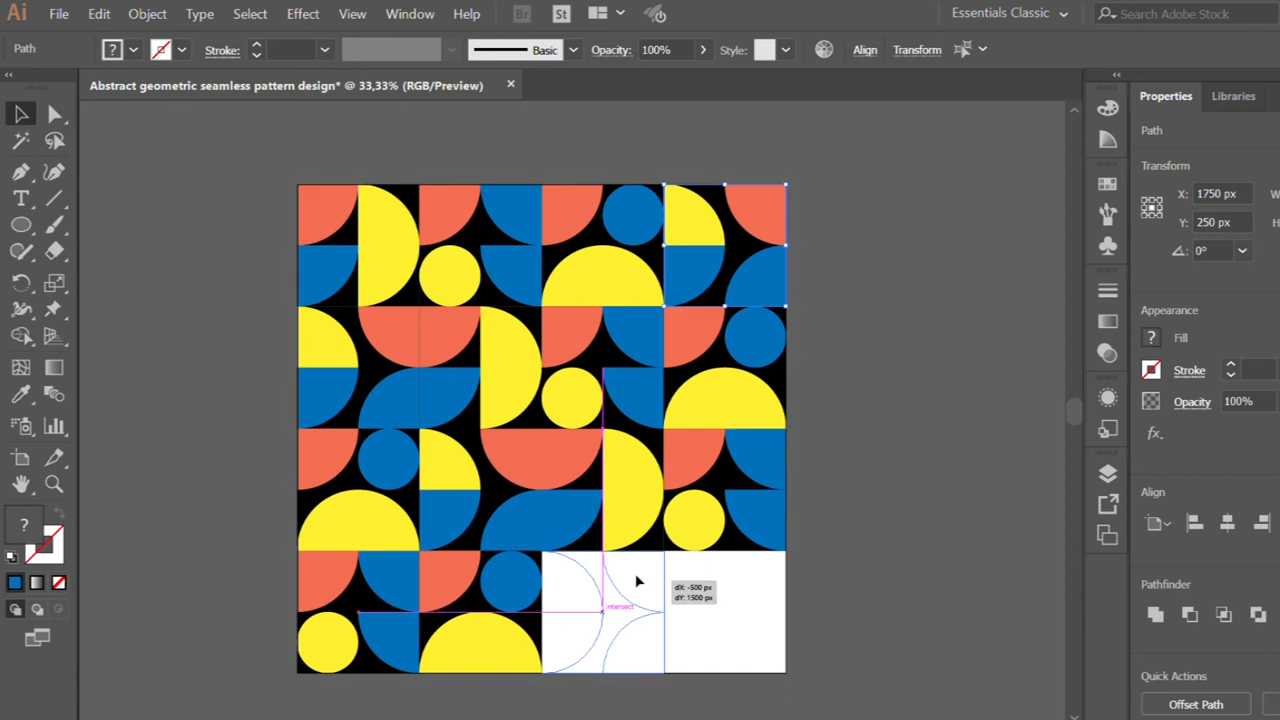 Ai File Edit Object Type Select Effect View Window Help Br St Essentials Classic Search Adobe Stock
Path ? Stroke: Basic Opacity: 100% Style: Align Transform
Abstract geometric seamless pattern design* @ 33,33% (RGB/Preview) ×
Properties Libraries
Path
Transform
X: 1750 px W
Y: 250 px H
0°
Appearance
? Fill
Stroke
Opacity 100%
fx.
Align
?
dX: -500 px
dY: 1500 px
intersect
Pathfinder
Quick Actions
Offset Path